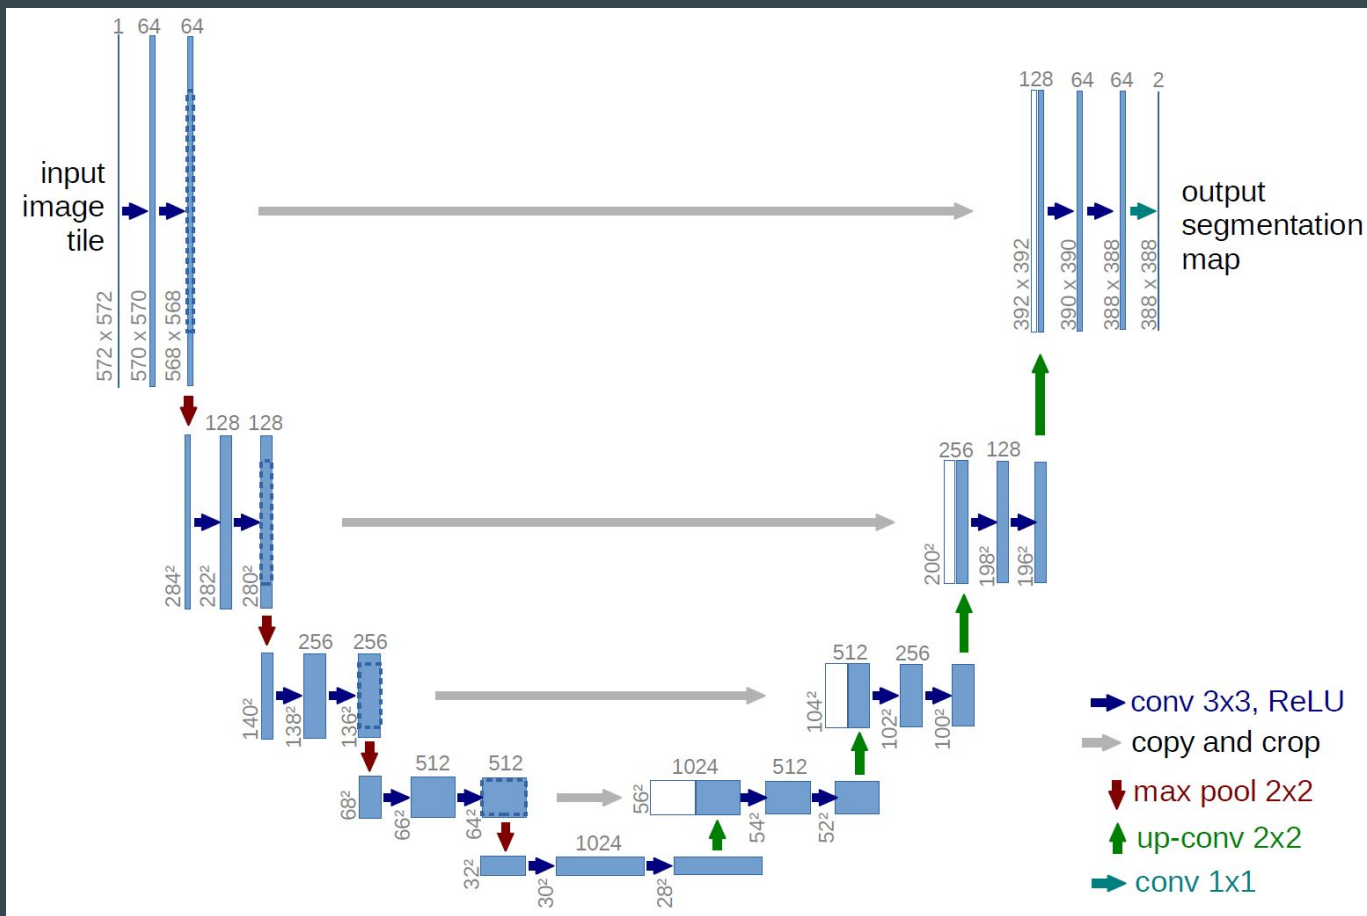 1 64 64
128 64 64 2
input
image
tile
output
segmentation
map
572 x 572
570 x 570
568 x 568
392 x 392
390 x 390
388 x 388
388 x 388
128 128
256 128
284²
282²
280²
200²
198²
196²
256 256
512 256
140²
138²
136²
104²
102²
100²
conv 3x3, ReLU
copy and crop
max pool 2x2
up-conv 2x2
conv 1x1
512 512
1024 512
68²
66²
64²
56²
54²
52²
1024
32²
30²
28²